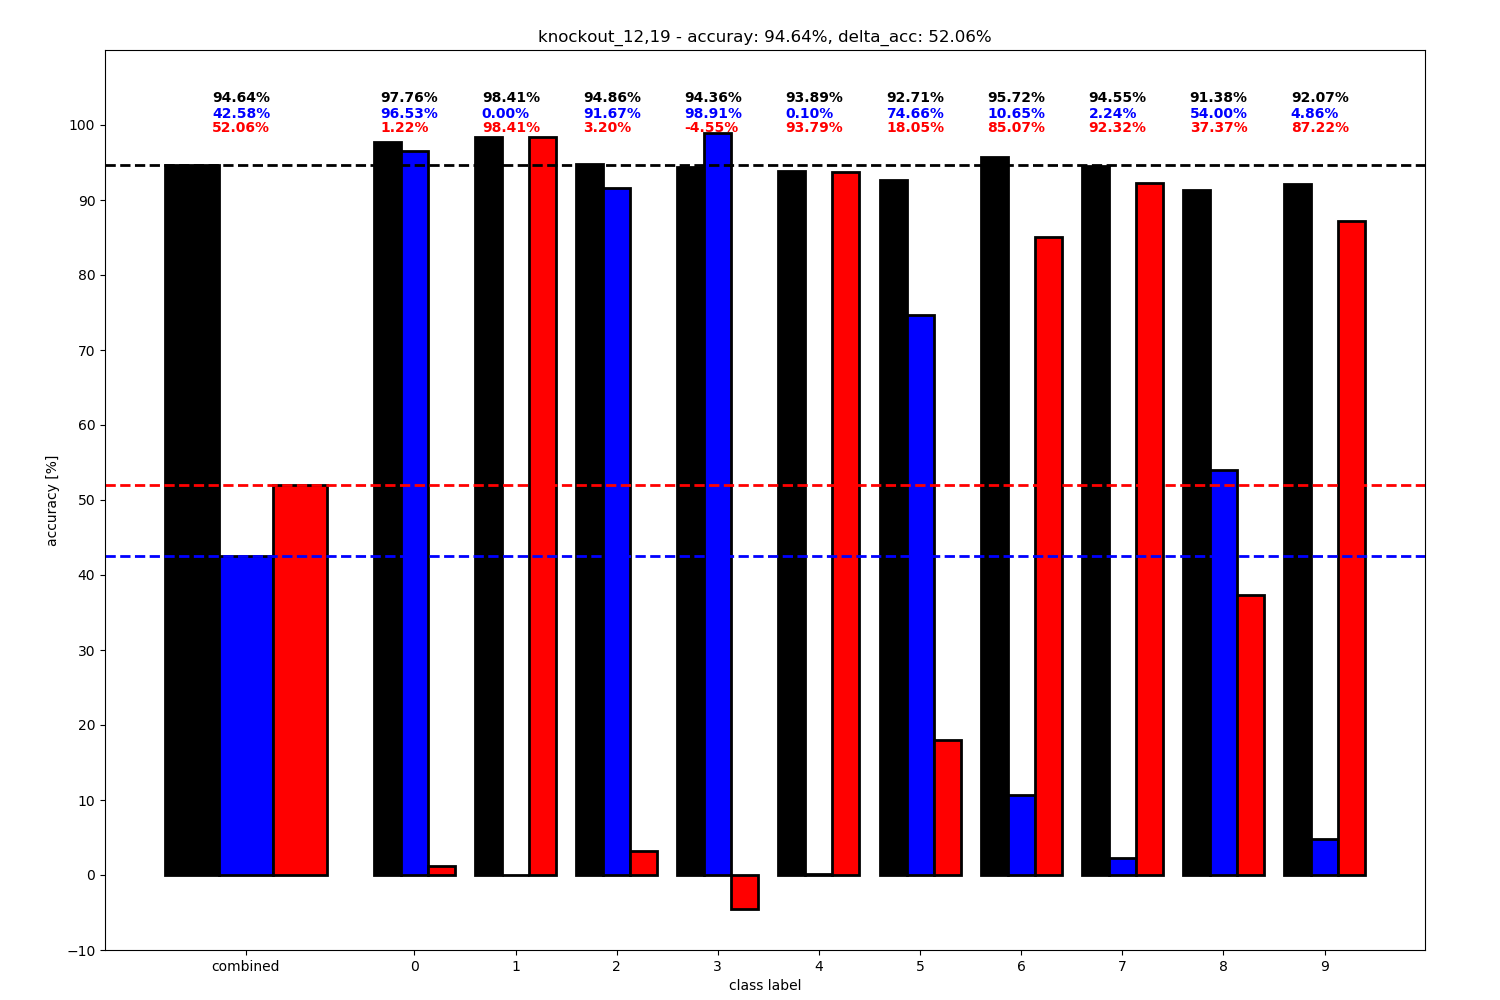 knockout_12,19 - accuray: 94.64%, delta_acc: 52.06%
94.64% 97.76% 98.41% 94.86% 94.36% 93.89% 92.71% 95.72% 94.55% 91.38% 92.07%
42.58% 96.53% 0.00% 91.67% 98.91% 0.10% 74.66% 10.65% 2.24% 54.00% 4.86%
52.06% 1.22% 98.41% 3.20% -4.55% 93.79% 18.05% 85.07% 92.32% 37.37% 87.22%
100
90
80
70
60
50
40
30
20
10
0
−10
accuracy [%]
combined 0 1 2 3 4 5 6 7 8 9
class label